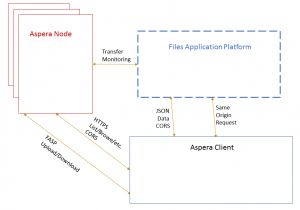 Aspera Node
Files Application Platform
Transfer
Monitoring
HTTPS
List/Browse/etc.
CORS
FASP
Upload/Download
JSON
Data
CORS
Same
Origin
Request
Aspera Client